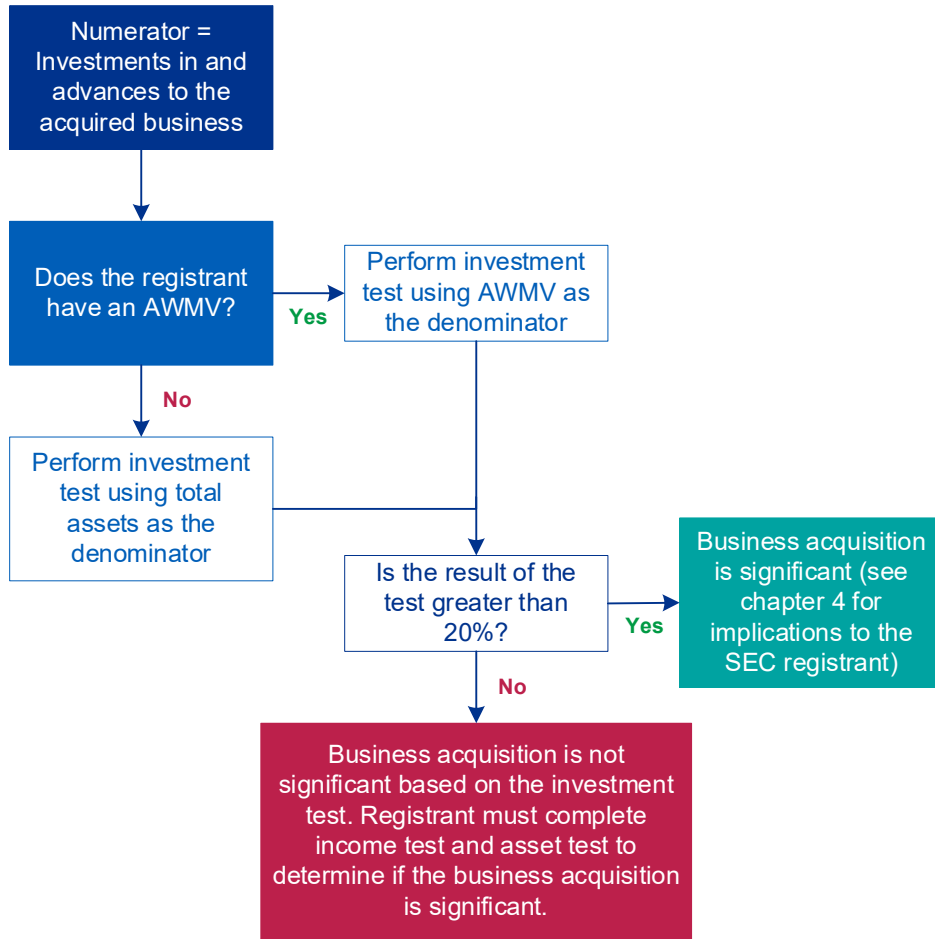 Numerator =
Investments in and
advances to the
acquired business
Does the registrant
have an AWMV?
Yes
Perform investment
test using AWMV as
the denominator
No
Perform investment
test using total
assets as the
denominator
Is the result of the
test greater than
20%?
Yes
Business acquisition
is significant (see
chapter 4 for
implications to the
SEC registrant)
No
Business acquisition is not
significant based on the investment
test. Registrant must complete
income test and asset test to
determine if the business acquisition
is significant.